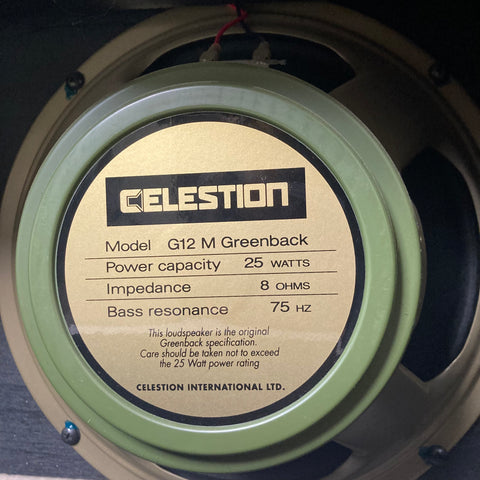 CELESTION
Model G12 M Greenback
Power capacity 25 WATTS
Impedance 8 OHMS
Bass resonance 75 HZ
This loudspeaker is the original
Greenback specification.
Care should be taken not to exceed
the 25 Watt power rating
CELESTION INTERNATIONAL LTD.